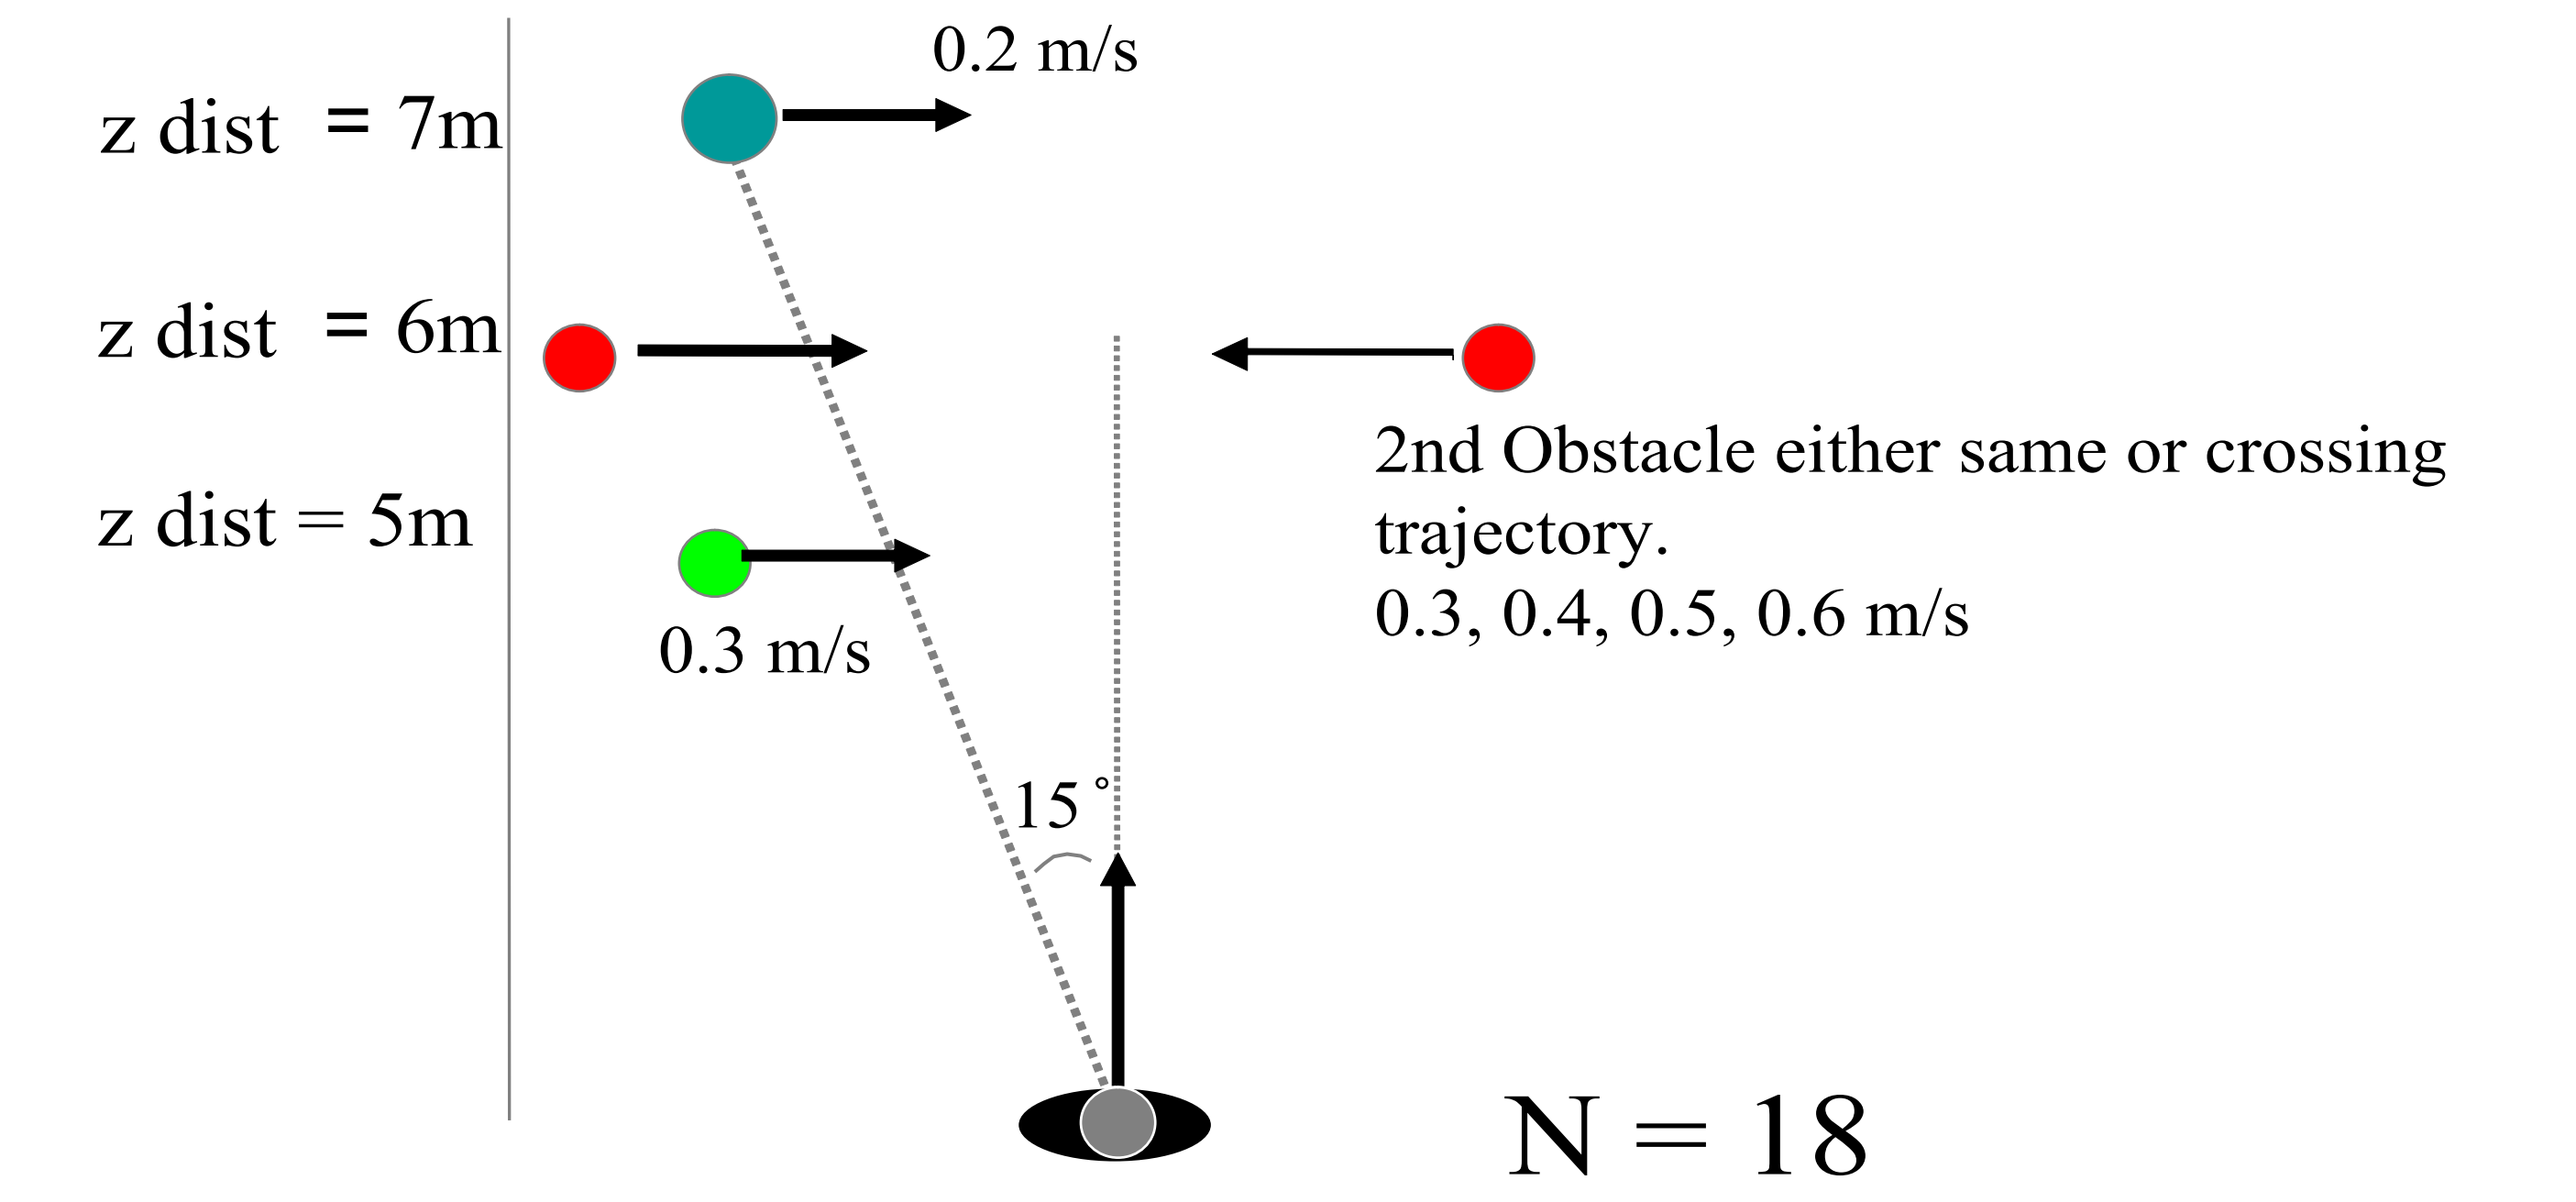 0.2 m/s
z dist = 7m
z dist = 6m
2nd Obstacle either same or crossing
trajectory.
0.3, 0.4, 0.5, 0.6 m/s
z dist = 5m
0.3 m/s
15°
N = 18